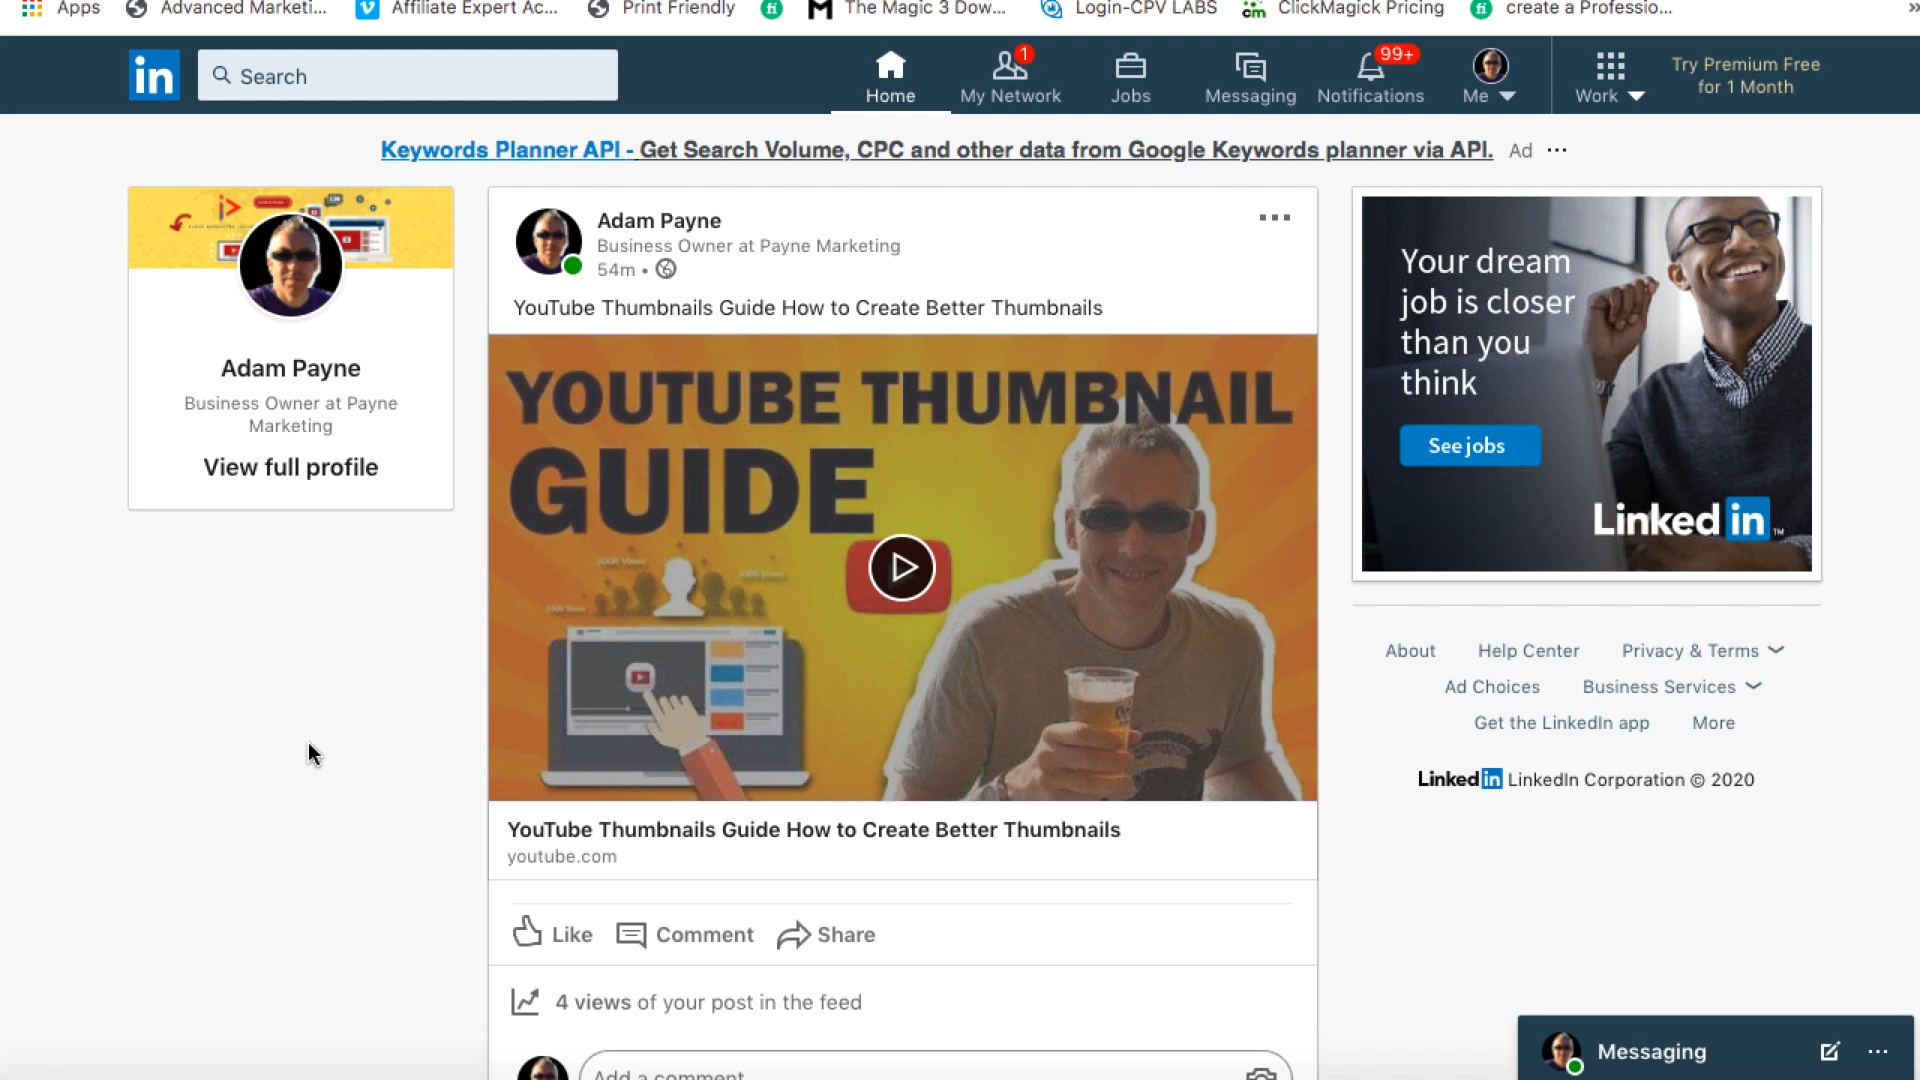 Apps
Advanced Marketi...
Affiliate Expert Ac...
Print Friendly
The Magic 3 Dow...
Login-CPV LABS
ClickMagick Pricing
create a Professio...
in
Search
Home
1
My Network
Jobs
Messaging
99+
Notifications
Me
Work
Try Premium Free
for 1 Month
Keywords Planner API - Get Search Volume, CPC and other data from Google Keywords planner via API. Ad ...
Adam Payne
Business Owner at Payne
Marketing
View full profile
Adam Payne
Business Owner at Payne Marketing
54m •
YouTube Thumbnails Guide How to Create Better Thumbnails
YOUTUBE THUMBNAIL
GUIDE
YouTube Thumbnails Guide How to Create Better Thumbnails
youtube.com
Like Comment Share
4 views of your post in the feed
Add a comment
Your dream
job is closer
than you
think
See jobs
Linked in ™
About Help Center Privacy & Terms
Ad Choices Business Services
Get the LinkedIn app More
Linked in LinkedIn Corporation © 2020
Messaging